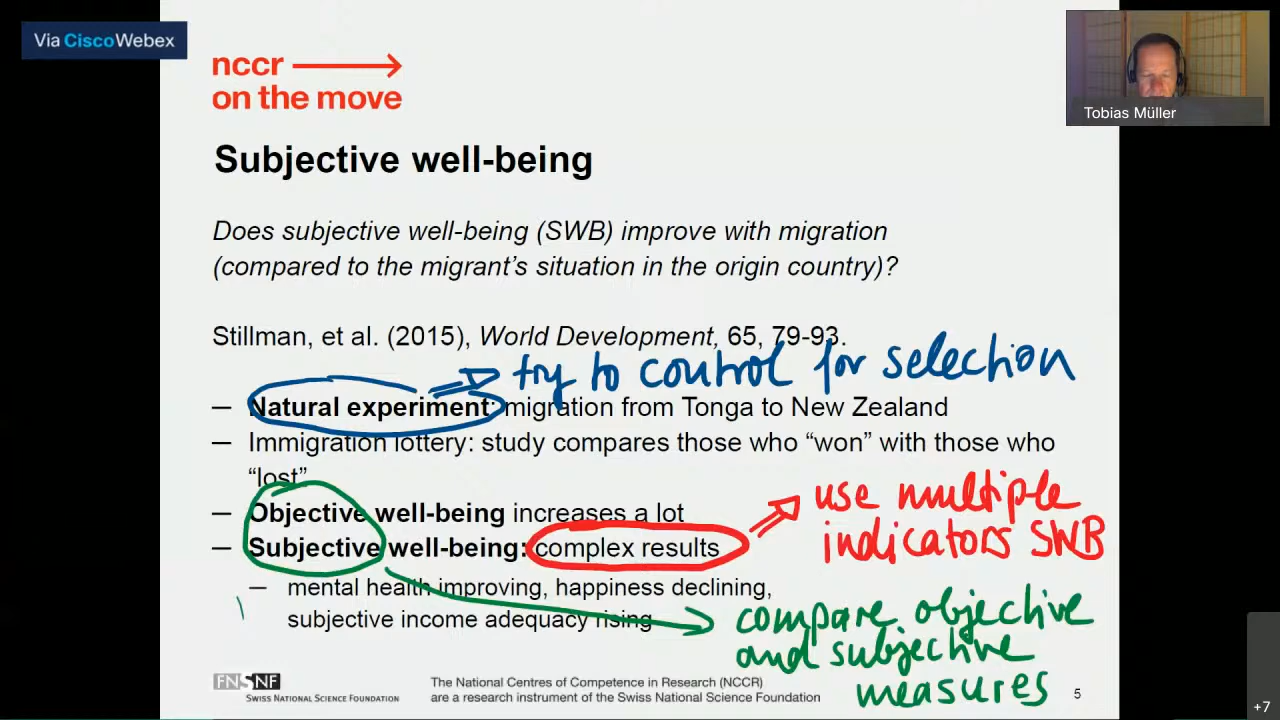 Via CiscoWebex
nccr
on the move
Tobias Müller
Subjective well-being
Does subjective well-being (SWB) improve with migration
(compared to the migrant's situation in the origin country)?
Stillman, et al. (2015), World Development, 65, 79-93.
try to control for selection
— Natural experiment: migration from Tonga to New Zealand
— Immigration lottery: study compares those who “won” with those who
“lost”
— Objective well-being increases a lot
— Subjective well-being: complex results
use multiple
indicators SWB
— mental health improving, happiness declining,
subjective income adequacy rising
compare objective
and subjective
measures
FNSNF
SWISS NATIONAL SCIENCE FOUNDATION
The National Centres of Competence in Research (NCCR)
are a research instrument of the Swiss National Science Foundation
5
+7